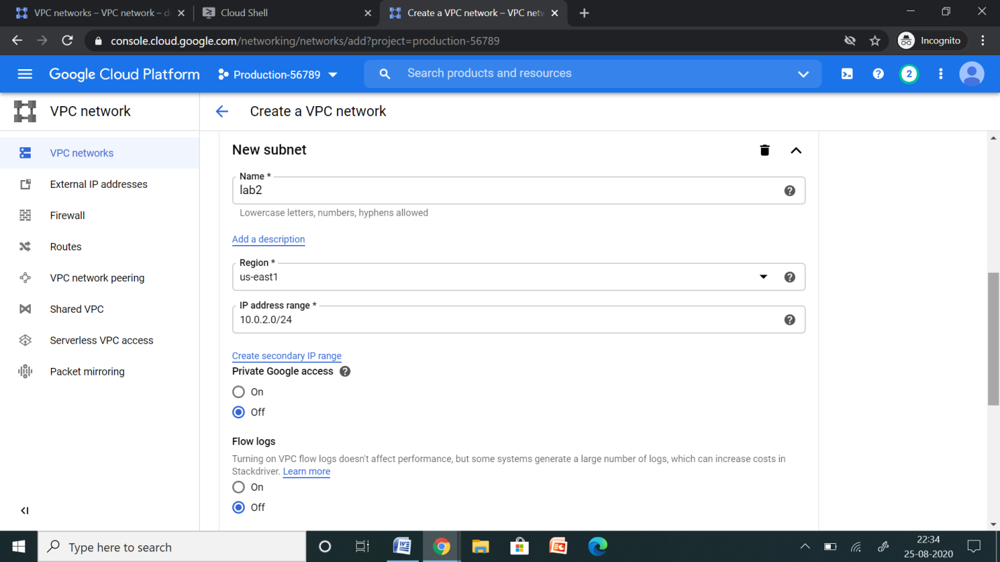 VPC networks – VPC network – d
Cloud Shell
Create a VPC network – VPC netw
console.cloud.google.com/networking/networks/add?project=production-56789
Incognito
Google Cloud Platform
Production-56789
Search products and resources
2
VPC network
Create a VPC network
VPC networks
External IP addresses
Firewall
Routes
VPC network peering
Shared VPC
Serverless VPC access
Packet mirroring
New subnet
Name *
lab2
Lowercase letters, numbers, hyphens allowed
Add a description
Region *
us-east1
IP address range *
10.0.2.0/24
Create secondary IP range
Private Google access
On
Off
Flow logs
Turning on VPC flow logs doesn't affect performance, but some systems generate a large number of logs, which can increase costs in
Stackdriver. Learn more
On
Off
Type here to search
22:34
25-08-2020